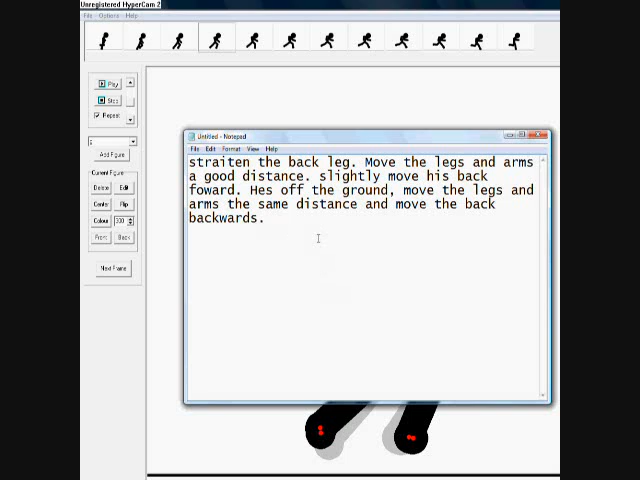 Unregistered HyperCam 2
File Options Help
Play
Stop
Repeat
Add Figure
Current Figure
Delete Edit
Center Flip
Colour 300
Front Back
Next Frame
Untitled - Notepad
File Edit Format View Help
straiten the back leg. Move the legs and arms
a good distance. slightly move his back
foward. Hes off the ground, move the legs and
arms the same distance and move the back
backwards.